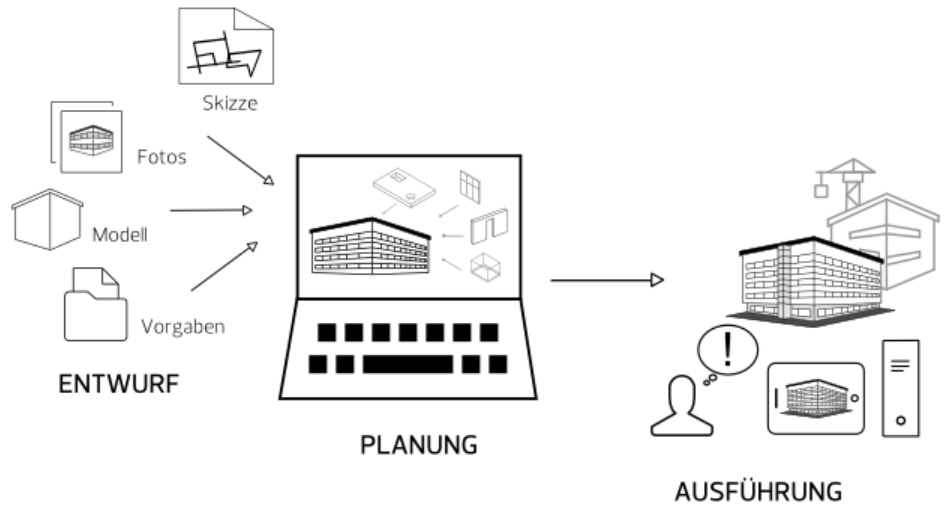 Skizze
Fotos
Modell
Vorgaben
ENTWURF
!
PLANUNG
AUSFÜHRUNG